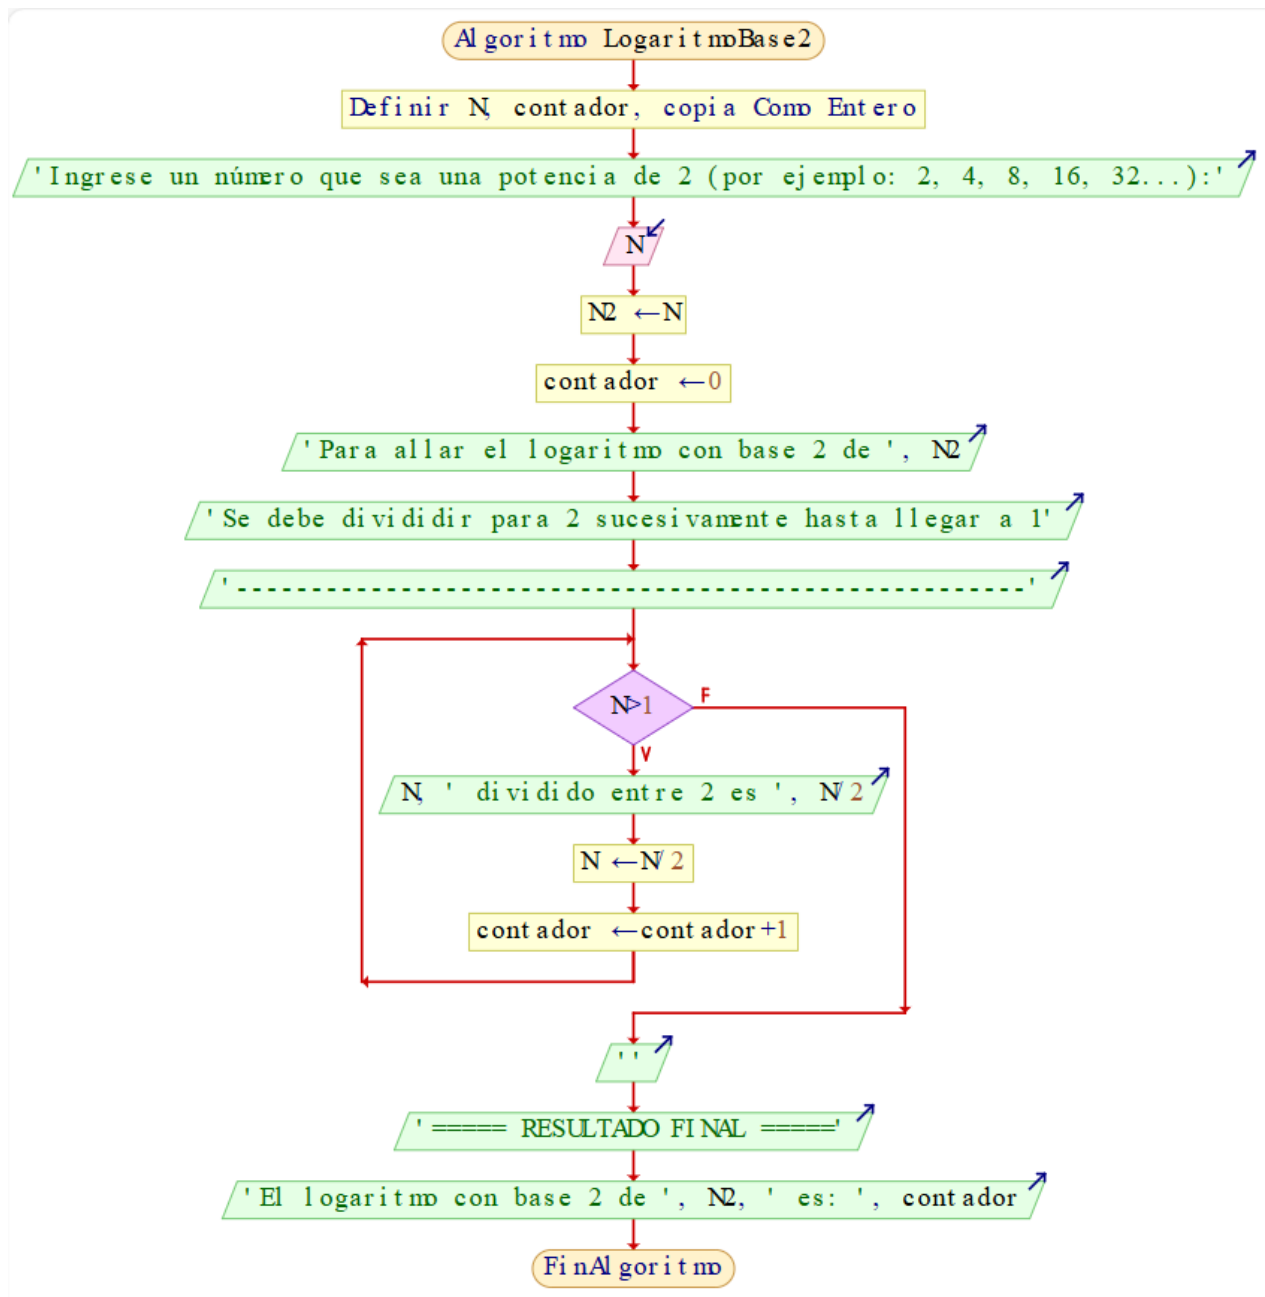 Algoritmo LogaritmoBase2
Definir N, contador, copia Como Entero
'Ingrese un número que sea una potencia de 2 (por ejemplo: 2, 4, 8, 16, 32...):'
N
N2 ←N
contador ←0
'Para allar el logaritmo con base 2 de ', N2
'Se debe divididir para 2 sucesivamente hasta llegar a 1'
'-----------------------------------------------------'
N>1
F
V
N, ' dividido entre 2 es ', N/2
N ←N/2
contador ←contador+1
''
' ===== RESULTADO FINAL ====='
'El logaritmo con base 2 de ', N2, ' es: ', contador
FinAlgoritmo